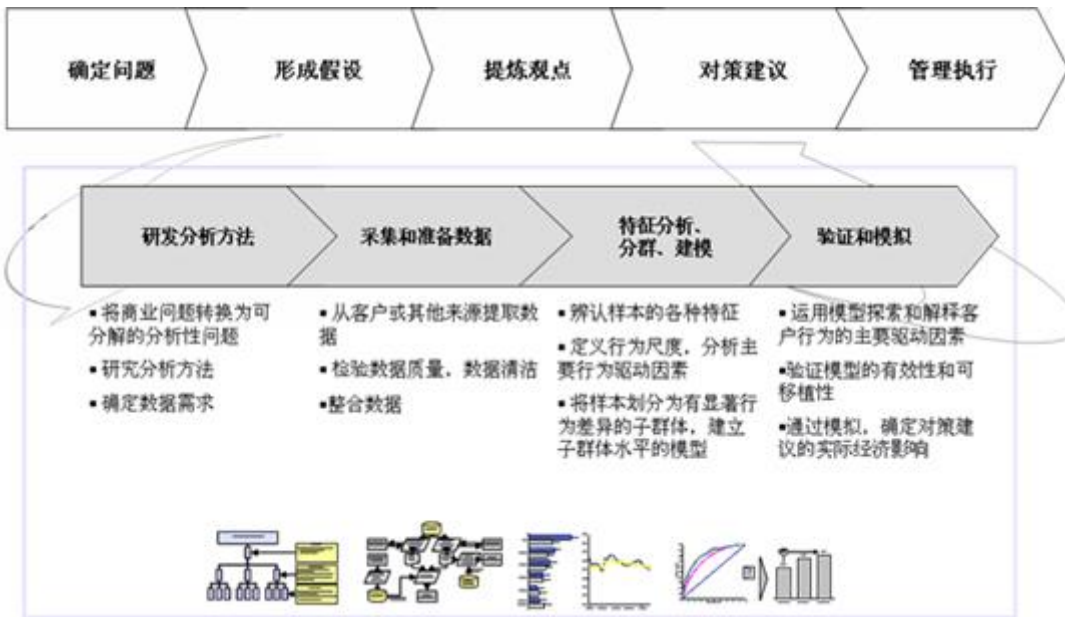 确定问题
形成假设
提炼观点
对策建议
管理执行
研发分析方法
采集和准备数据
特征分析、
分群、建模
验证和模拟
▪ 将商业问题转换为可
分解的分析性问题
▪ 研究分析方法
▪ 确定数据需求
▪ 从客户或其他来源提取数
据
▪ 检验数据质量，数据清洁
▪整合数据
▪ 辨认样本的各种特征
▪ 定义行为尺度，分析主
要行为驱动因素
▪ 将样本划分为有显著行
为差异的子群体，建立
子群体水平的模型
▪ 运用模型探索和解释客
户行为的主要驱动因素
▪验证模型的有效性和可
移植性
▪通过模拟，确定对策建
议的实际经济影响